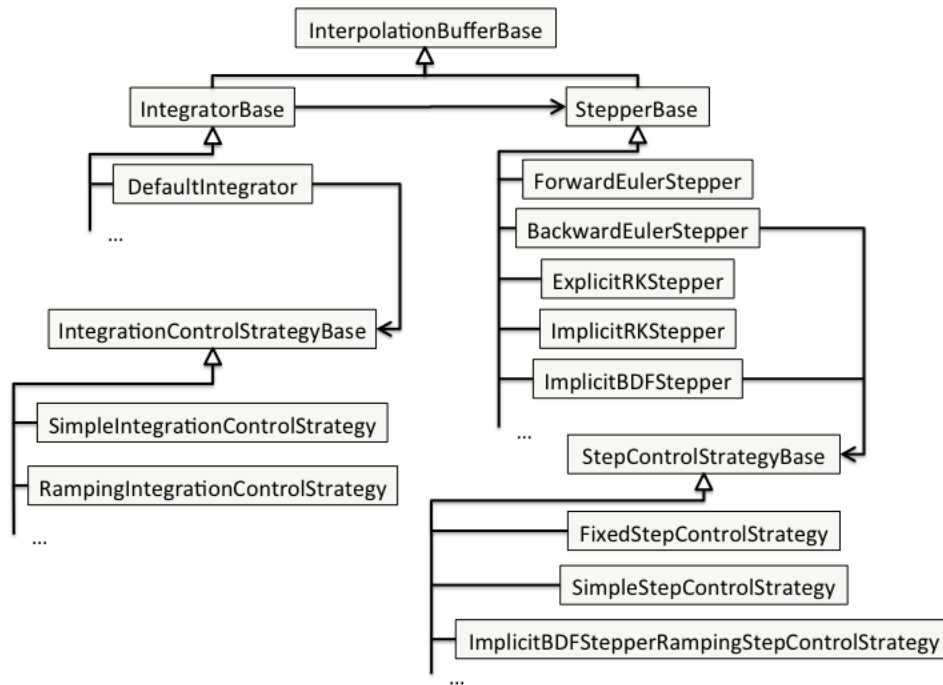 InterpolationBufferBase
IntegratorBase
StepperBase
DefaultIntegrator
...
ForwardEulerStepper
BackwardEulerStepper
ExplicitRKStepper
ImplicitRKStepper
ImplicitBDFStepper
...
IntegrationControlStrategyBase
SimpleIntegrationControlStrategy
RampingIntegrationControlStrategy
...
StepControlStrategyBase
FixedStepControlStrategy
SimpleStepControlStrategy
ImplicitBDFStepperRampingStepControlStrategy
...